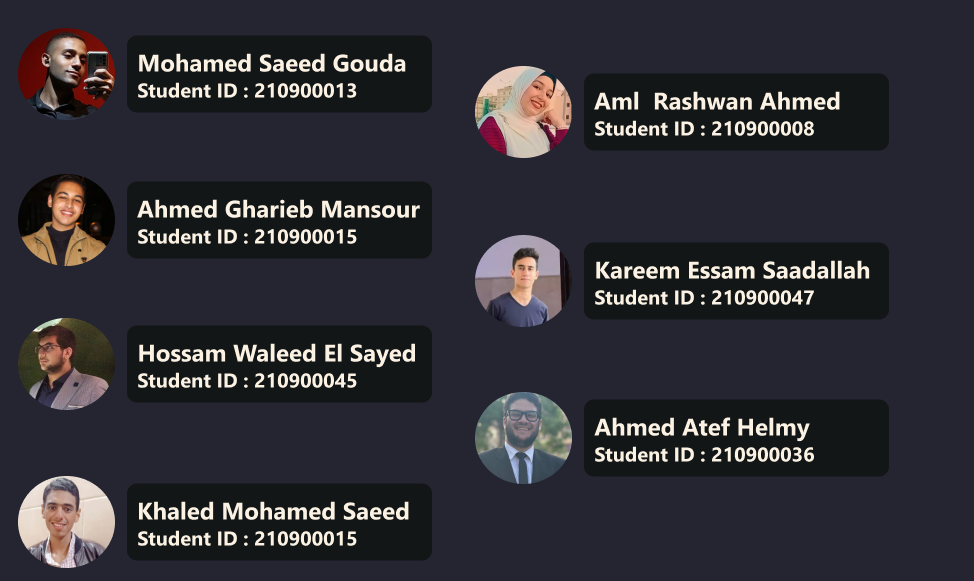 Mohamed Saeed Gouda
Student ID : 210900013
Ahmed Gharieb Mansour
Student ID : 210900015
Hossam Waleed El Sayed
Student ID : 210900045
Khaled Mohamed Saeed
Student ID : 210900015
Aml  Rashwan Ahmed
Student ID : 210900008
Kareem Essam Saadallah
Student ID : 210900047
Ahmed Atef Helmy
Student ID : 210900036